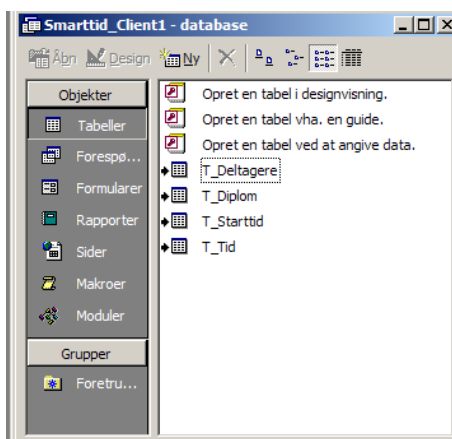 Smarttid_Client1 - database
Åbn Design Ny
Objekter
Tabeller
Forespø...
Formularer
Rapporter
Sider
Makroer
Moduler
Grupper
Foretru...
Opret en tabel i designvisning.
Opret en tabel vha. en guide.
Opret en tabel ved at angive data.
T_Deltagere
T_Diplom
T_Starttid
T_Tid